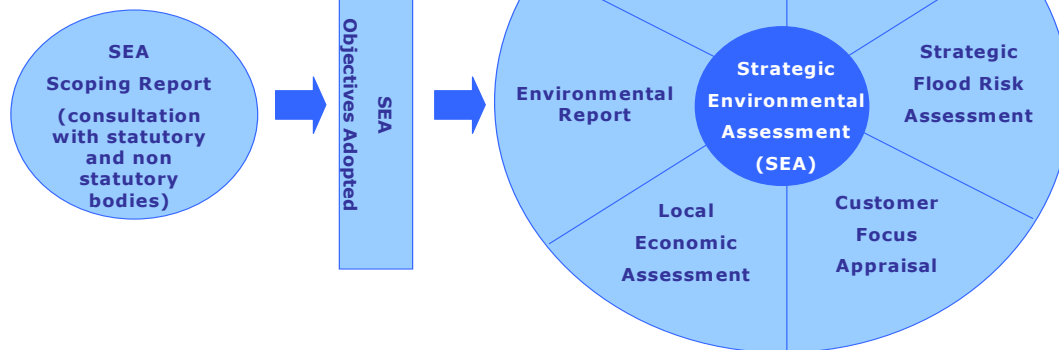 SEA
Scoping Report
(consultation
with statutory
and non
statutory
bodies)
SEA
Objectives Adopted
Environmental
Report
Strategic
Environmental
Assessment
(SEA)
Strategic
Flood Risk
Assessment
Local
Economic
Assessment
Customer
Focus
Appraisal